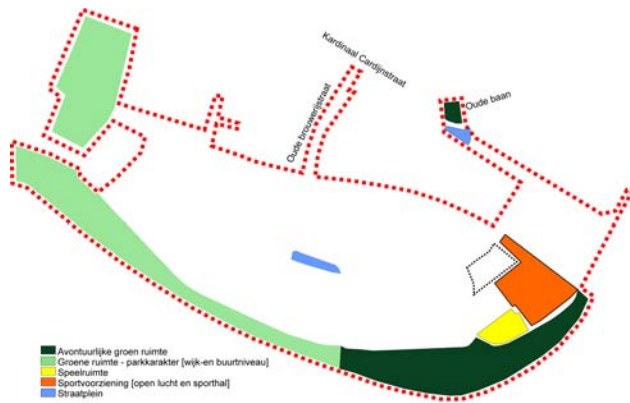 Kardinaal Cardijnstraat
Oude brouwerijstraat
Oude baan
Avontuurlijke groen ruimte
Groene ruimte - parkkarakter [wijk-en buurtniveau]
Speelruimte
Sportvoorziening [open lucht en sporthal]
Straatplein